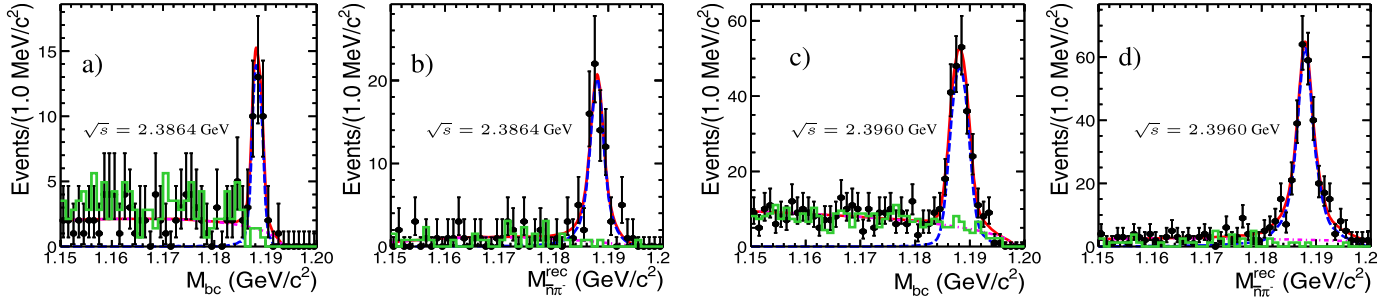 Events/(1.0 MeV/c²)
15
10
5
0
a)
√s = 2.3864 GeV
1.15 1.16 1.17 1.18 1.19 1.20
M_bc (GeV/c²)
Events/(1.0 MeV/c²)
20
10
0
b)
√s = 2.3864 GeV
1.15 1.16 1.17 1.18 1.19 1.2
M^rec_n̅π⁻ (GeV/c²)
Events/(1.0 MeV/c²)
60
40
20
0
c)
√s = 2.3960 GeV
1.15 1.16 1.17 1.18 1.19 1.20
M_bc (GeV/c²)
Events/(1.0 MeV/c²)
60
40
20
0
d)
√s = 2.3960 GeV
1.15 1.16 1.17 1.18 1.19 1.2
M^rec_n̅π⁻ (GeV/c²)